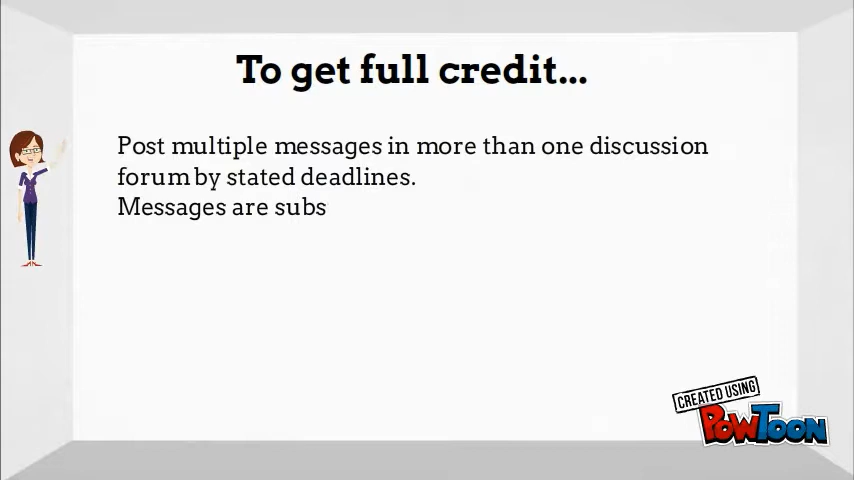 To get full credit...
Post multiple messages in more than one discussion
forum by stated deadlines.
Messages are subs
CREATED USING
POWTOON